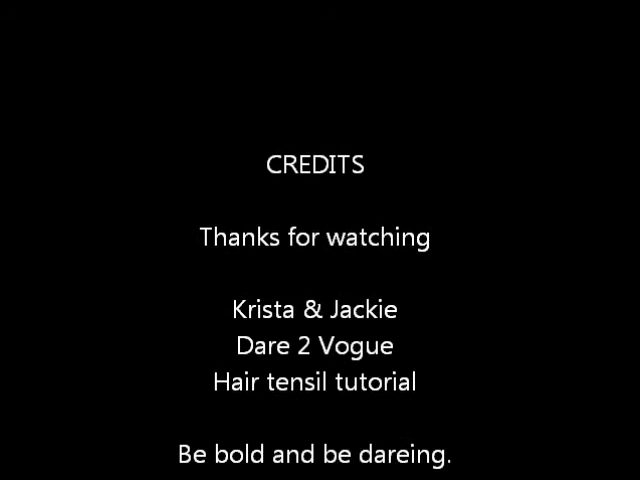 CREDITS
Thanks for watching
Krista & Jackie
Dare 2 Vogue
Hair tensil tutorial
Be bold and be dareing.